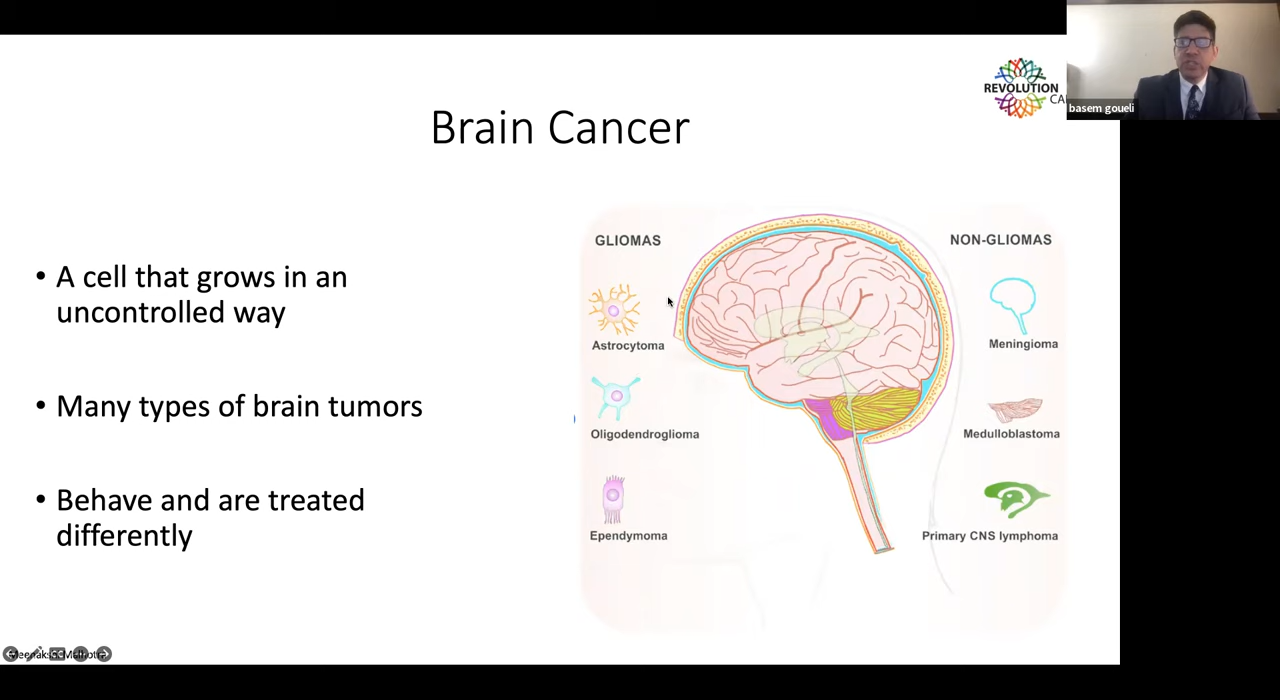 REVOLUTION
CA
basem goueli
Brain Cancer
• A cell that grows in an
uncontrolled way
• Many types of brain tumors
• Behave and are treated
differently
GLIOMAS
Astrocytoma
Oligodendroglioma
Ependymoma
NON-GLIOMAS
Meningioma
Medulloblastoma
Primary CNS lymphoma